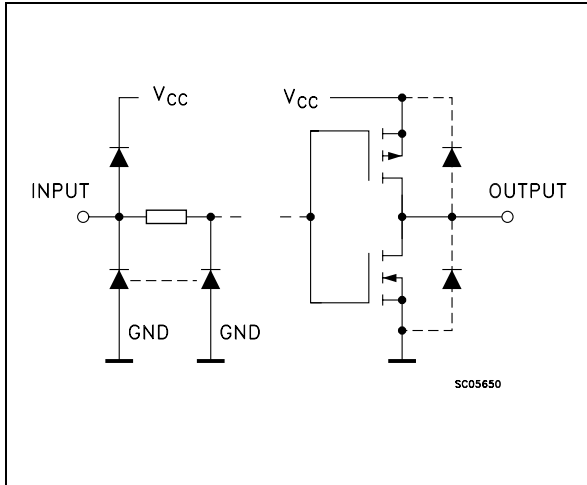 VCC
VCC
INPUT
OUTPUT
GND
GND
SC05650